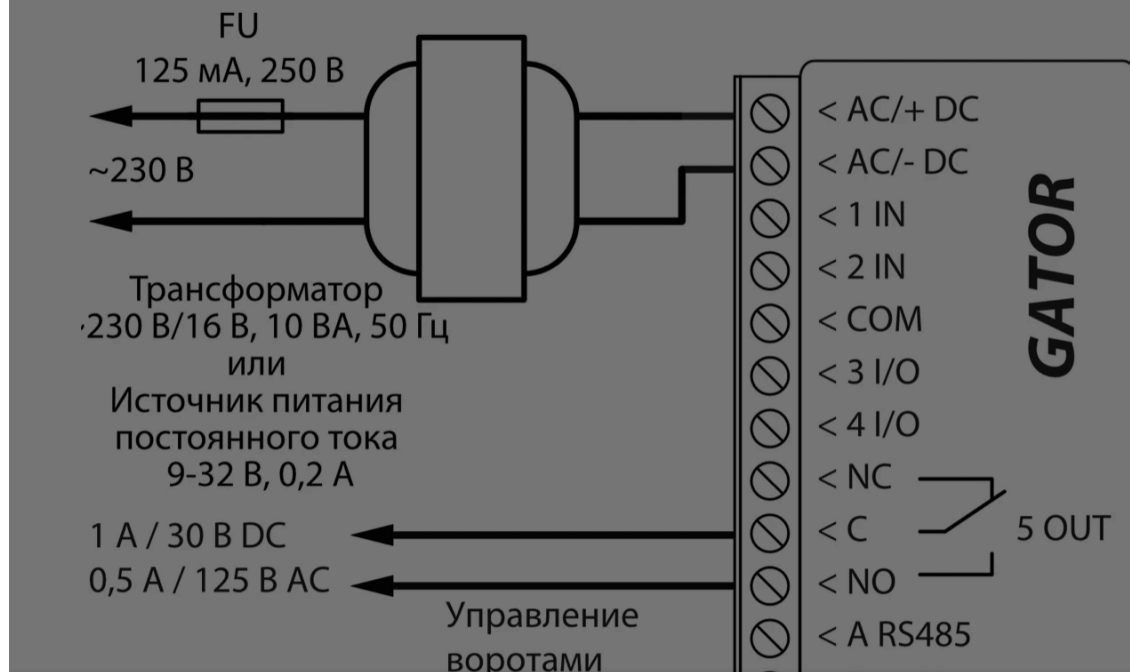 FU
125 мА, 250 В
~230 В
Трансформатор
~230 В/16 В, 10 ВА, 50 Гц
или
Источник питания
постоянного тока
9-32 В, 0,2 А
1 А / 30 В DC
0,5 А / 125 В AC
Управление
воротами
< AC/+ DC
< AC/- DC
< 1 IN
< 2 IN
< COM
< 3 I/O
< 4 I/O
< NC
< C
< NO
< A RS485
5 OUT
GATOR